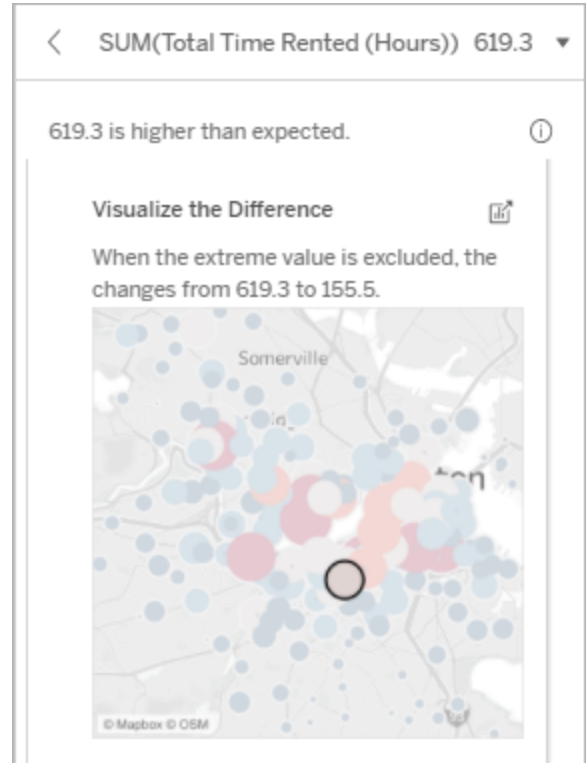 SUM(Total Time Rented (Hours)) 619.3
619.3 is higher than expected.
Visualize the Difference
When the extreme value is excluded, the
changes from 619.3 to 155.5.
Somerville
© Mapbox © OSM